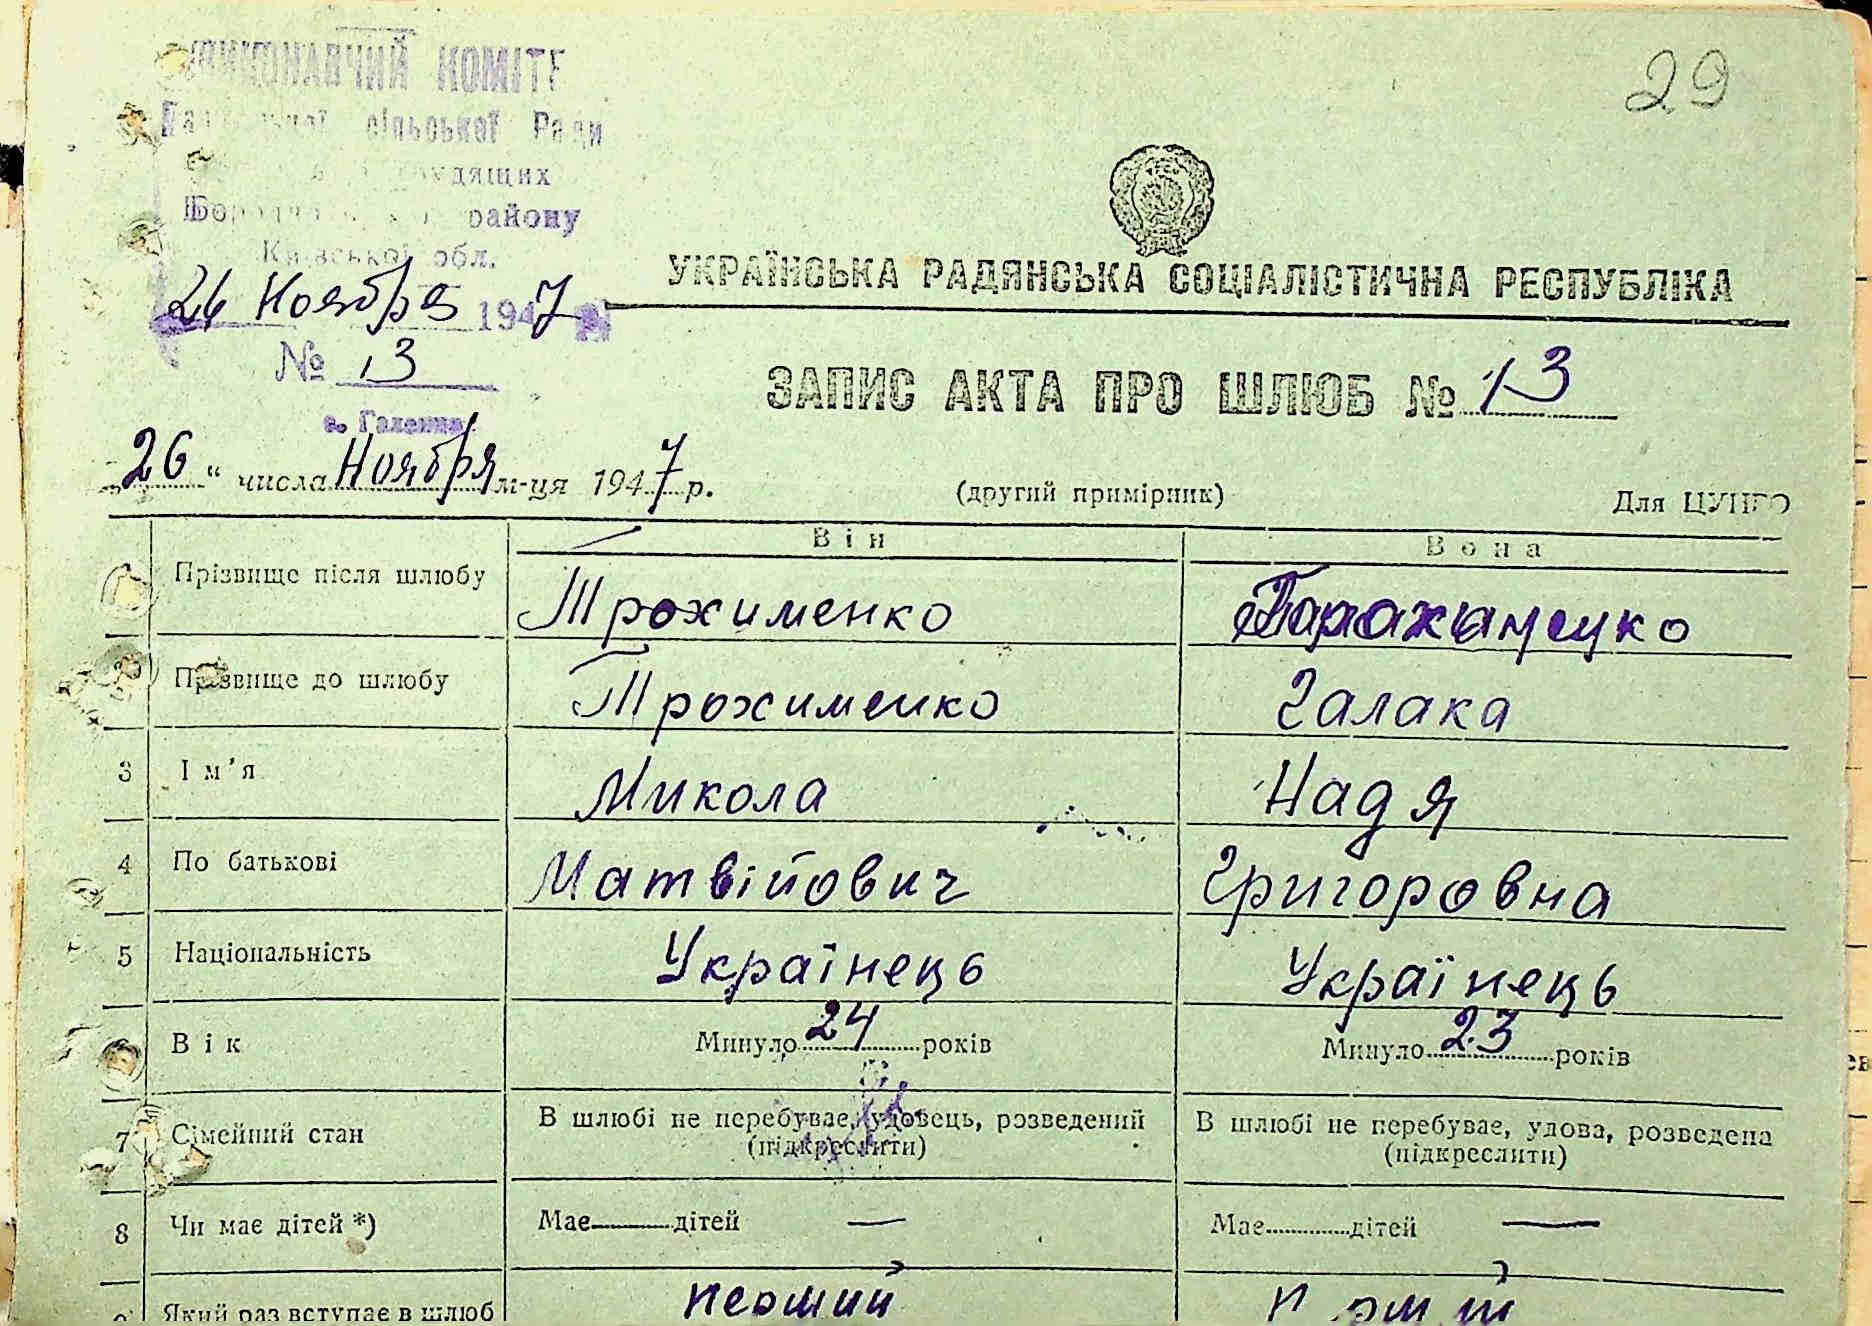 29
ВИКОНАВЧИЙ КОМІТЕ
сільської Ради
трудящих
району
Київської обл.
26 Ноября 1947 р.
№ 13
с. Галенки
УКРАЇНСЬКА РАДЯНСЬКА СОЦІАЛІСТИЧНА РЕСПУБЛІКА
ЗАПИС АКТА ПРО ШЛЮБ № 13
26 “ числа Ноября м-ця 1947 р.
(другий примірник)
Для ЦУНГО
Він Вона
Прізвище після шлюбу Трохименко
Прізвище до шлюбу Трохименко Галака
3 Ім’я Микола Надя
4 По батькові Матвійович Григоровна
5 Національність Українець Українець
Вік Минуло 24 років Минуло 23 років
7 Сімейний стан В шлюбі не перебуває, удовець, розведений (підкреслити) В шлюбі не перебуває, удова, розведена (підкреслити)
8 Чи має дітей *) Має дітей — Має дітей —
Який раз вступає в шлюб перший